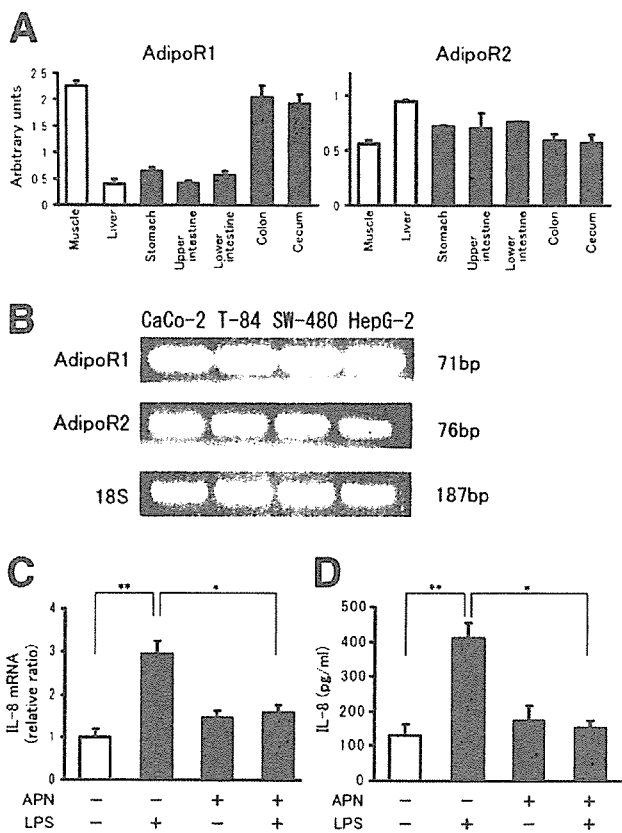 A
AdipoR1
AdipoR2
Arbitrary units
2 5
2
1 5
1
0 5
0
Muscle
Liver
Stomach
Upper intestine
Lower intestine
Colon
Cecum
1
0 5
0
Muscle
Liver
Stomach
Upper intestine
Lower intestine
Colon
Cecum
B
CaCo-2 T-84 SW-480 HepG-2
AdipoR1 71bp
AdipoR2 76bp
18S 187bp
C
** *
IL-8 mRNA
(relative ratio)
4
3
2
1
0
APN − − + +
LPS − + − +
D
** *
IL-8 (pg/ml)
500
400
300
200
100
0
APN − − + +
LPS − + − +